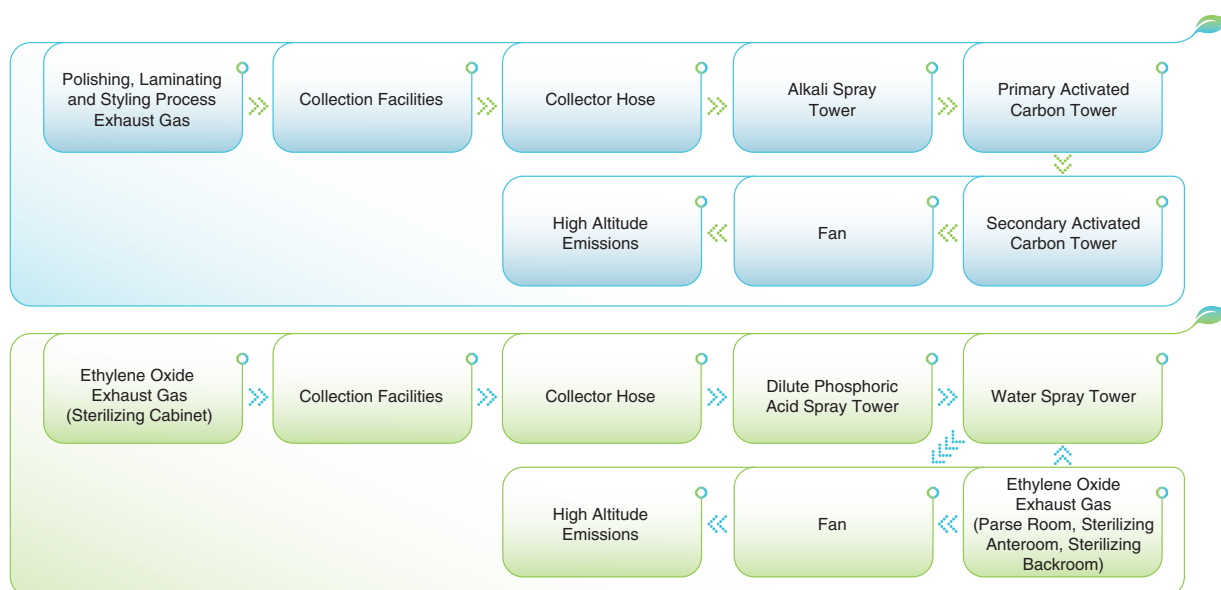 Polishing, Laminating
and Styling Process
Exhaust Gas
Collection Facilities
Collector Hose
Alkali Spray
Tower
Primary Activated
Carbon Tower
High Altitude
Emissions
Fan
Secondary Activated
Carbon Tower
Ethylene Oxide
Exhaust Gas
(Sterilizing Cabinet)
Collection Facilities
Collector Hose
Dilute Phosphoric
Acid Spray Tower
Water Spray Tower
High Altitude
Emissions
Fan
Ethylene Oxide
Exhaust Gas
(Parse Room, Sterilizing
Anteroom, Sterilizing
Backroom)